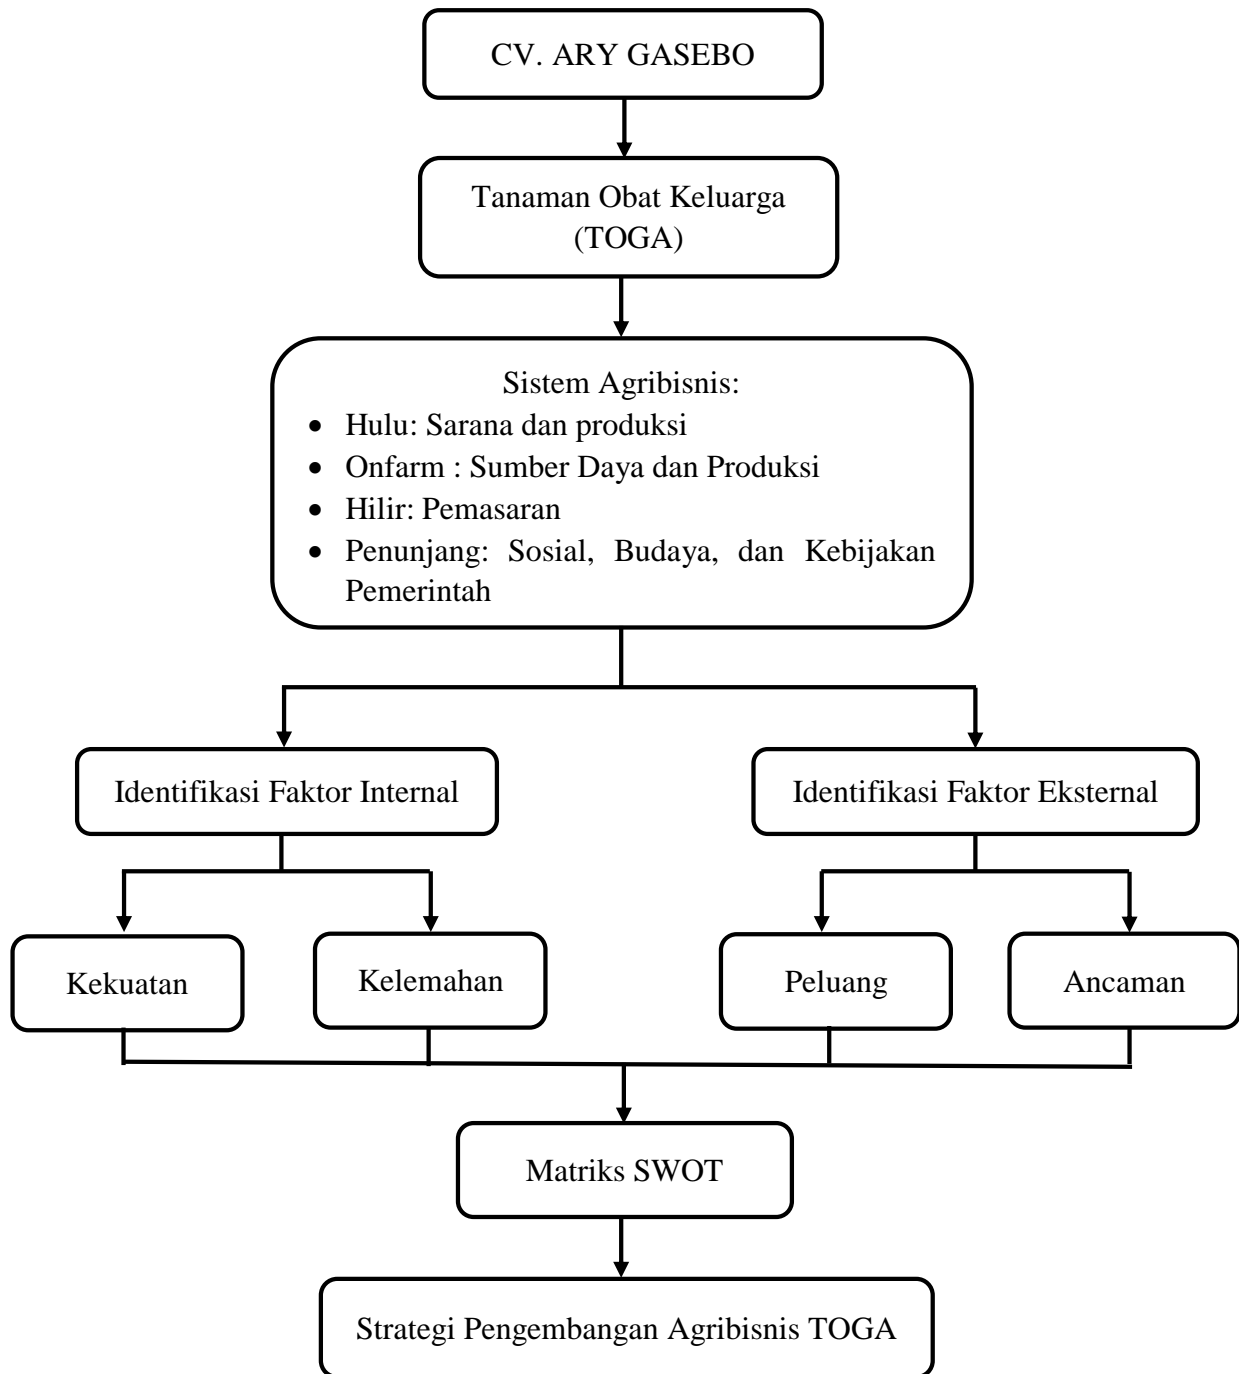 CV. ARY GASEBO
Tanaman Obat Keluarga
(TOGA)
Sistem Agribisnis:
• Hulu: Sarana dan produksi
• Onfarm : Sumber Daya dan Produksi
• Hilir: Pemasaran
• Penunjang: Sosial, Budaya, dan Kebijakan
Pemerintah
Identifikasi Faktor Internal
Identifikasi Faktor Eksternal
Kekuatan
Kelemahan
Peluang
Ancaman
Matriks SWOT
Strategi Pengembangan Agribisnis TOGA